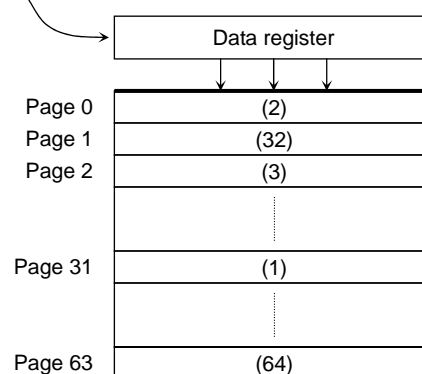 Data register
Page 0 (2)
Page 1 (32)
Page 2 (3)
Page 31 (1)
Page 63 (64)